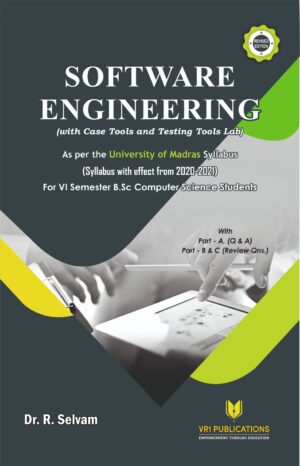 REVISED
EDITION
SOFTWARE
ENGINEERING
(with Case Tools and Testing Tools Lab)
As per the University of Madras Syllabus
(Syllabus with effect from 2020-2021)
For VI Semester B.Sc Computer Science Students
With
Part - A, (Q & A)
Part - B & C (Review Qns.)
Dr. R. Selvam
VR1 PUBLICATIONS
EMPOWERMENT THROUGH EDUCATION